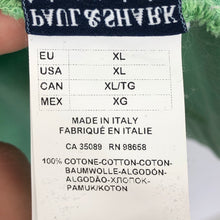 PAUL & SHARK
EU XL
USA XL
CAN XL/TG
MEX XG
MADE IN ITALY
FABRIQUÉ EN ITALIE
CA 35089 RN 98658
100% COTONE-COTTON-COTON-
BAUMWOLLE-ALGODON-
ALGODÃO-ХЛОПОК-
PAMUK/KOTON